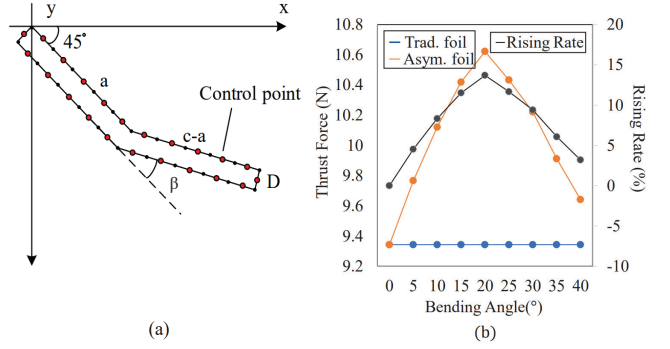 y
x
45°
a
Control point
c-a
β
D
(a)
Trad. foil
Asym. foil
Rising Rate
Thrust Force (N)
10.8
10.6
10.4
10.2
10
9.8
9.6
9.4
9.2
20
15
10
5
0
-5
-10
Rising Rate (%)
0 5 10 15 20 25 30 35 40
Bending Angle(°)
(b)